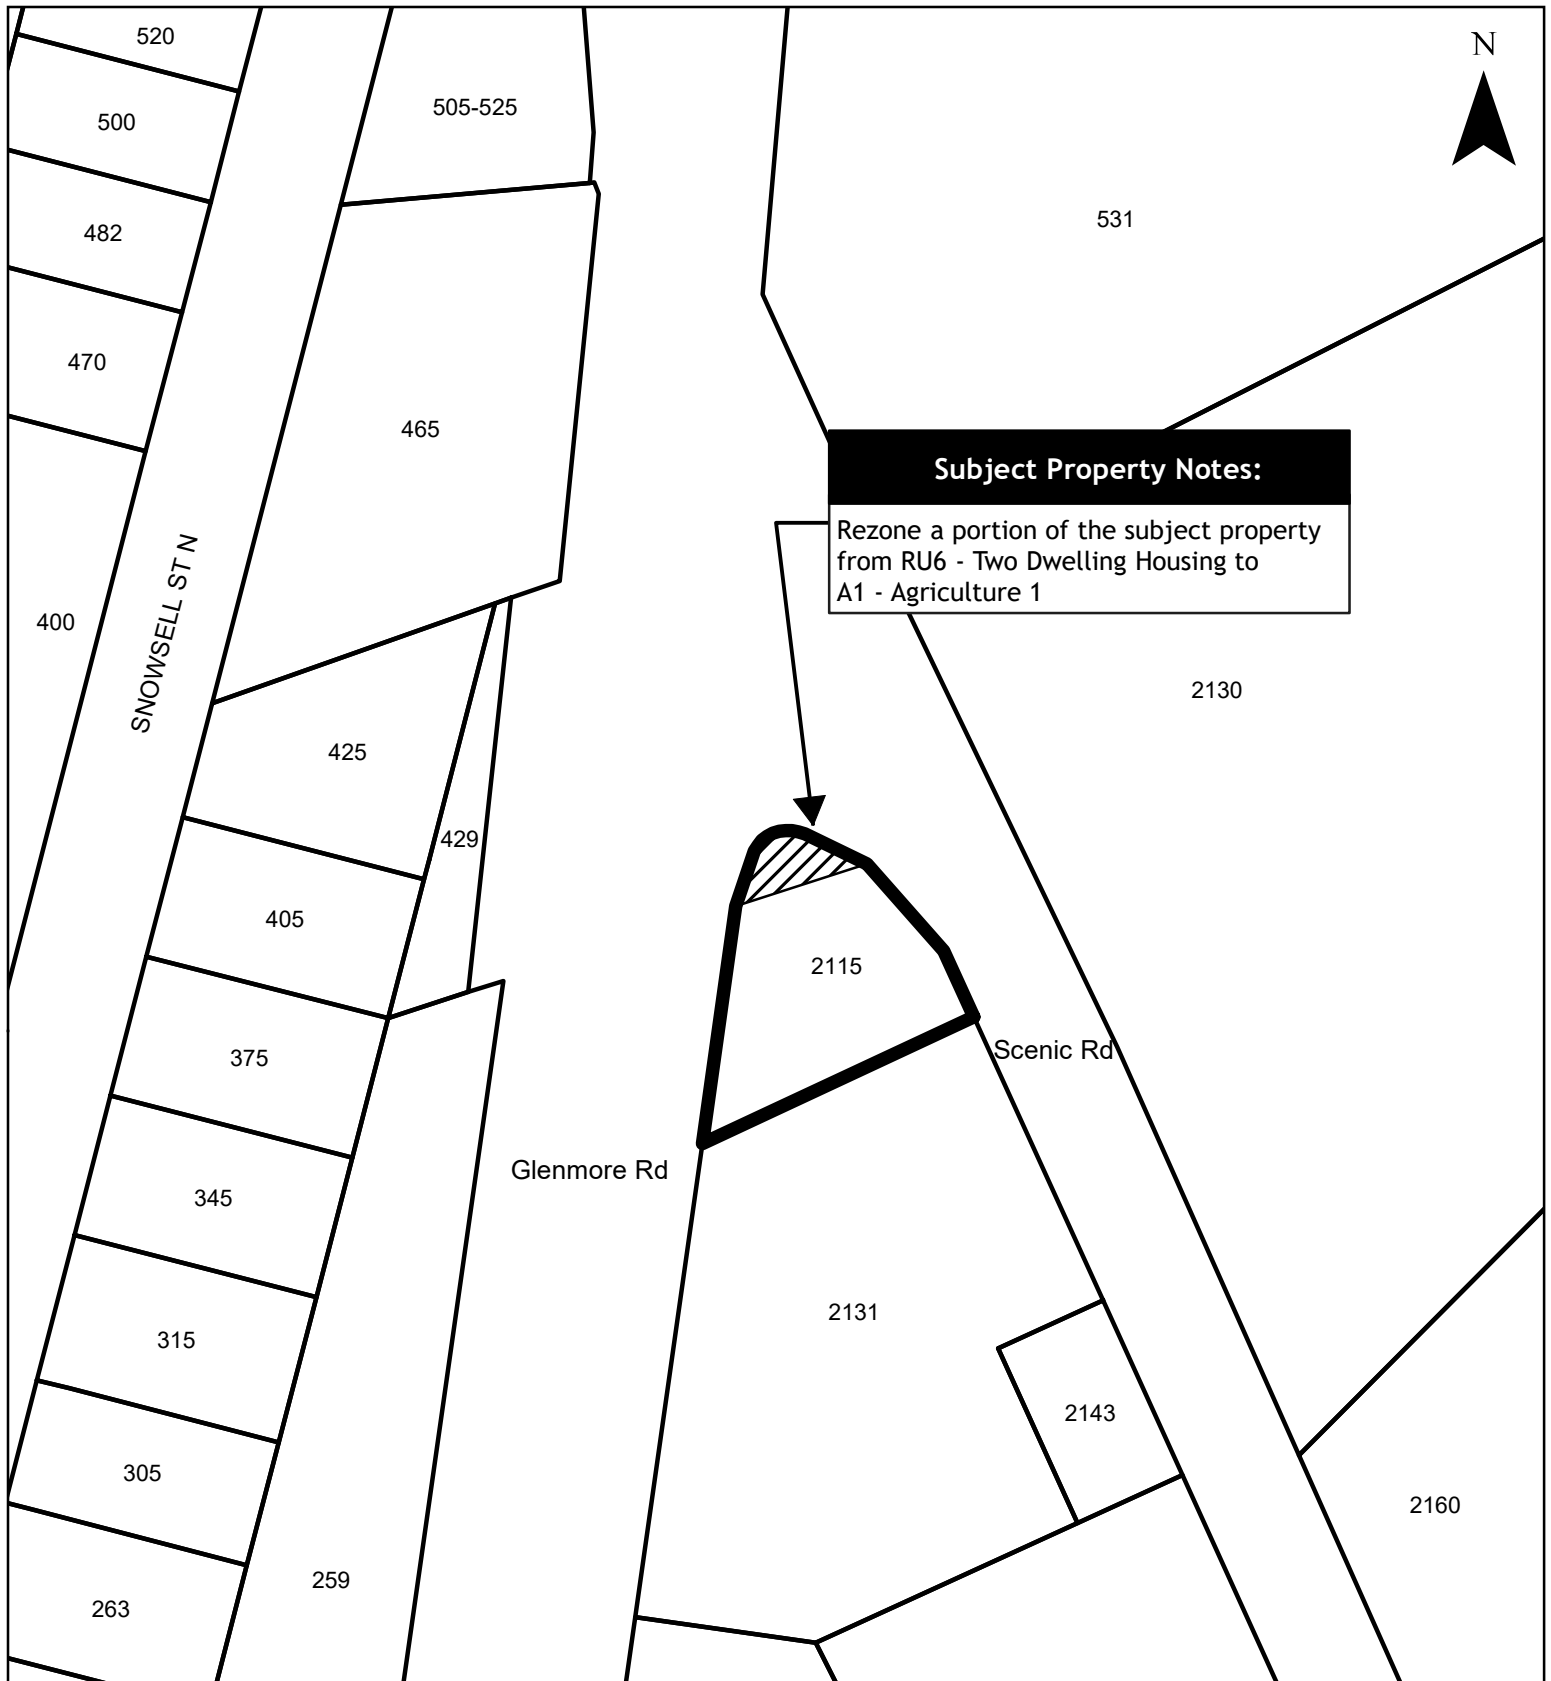 520
N
500
505-525
531
482
470
465
Subject Property Notes:
Rezone a portion of the subject property
from RU6 - Two Dwelling Housing to
A1 - Agriculture 1
400
SNOWSELL ST N
2130
425
429
405
2115
Scenic Rd
375
Glenmore Rd
345
2131
315
2143
305
2160
259
263